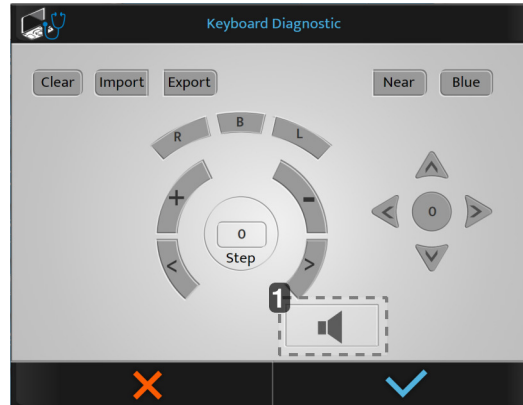 Keyboard Diagnostic
Clear Import Export Near Blue
R B L
+ -
0
Step
< >
0
1